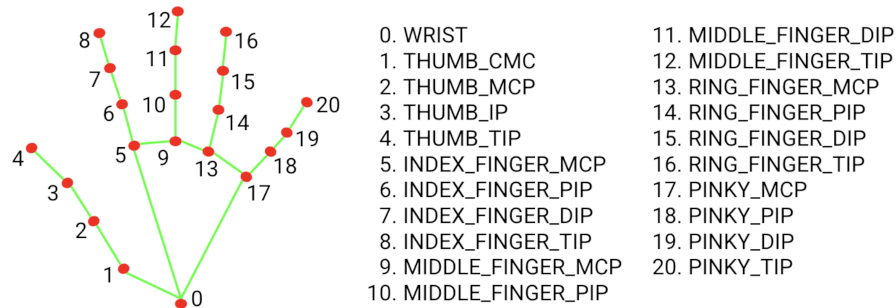 12
8
16
11
7
15
10
6
14
20
19
4
5
9
13
18
3
17
2
1
0
0. WRIST
1. THUMB_CMC
2. THUMB_MCP
3. THUMB_IP
4. THUMB_TIP
5. INDEX_FINGER_MCP
6. INDEX_FINGER_PIP
7. INDEX_FINGER_DIP
8. INDEX_FINGER_TIP
9. MIDDLE_FINGER_MCP
10. MIDDLE_FINGER_PIP
11. MIDDLE_FINGER_DIP
12. MIDDLE_FINGER_TIP
13. RING_FINGER_MCP
14. RING_FINGER_PIP
15. RING_FINGER_DIP
16. RING_FINGER_TIP
17. PINKY_MCP
18. PINKY_PIP
19. PINKY_DIP
20. PINKY_TIP